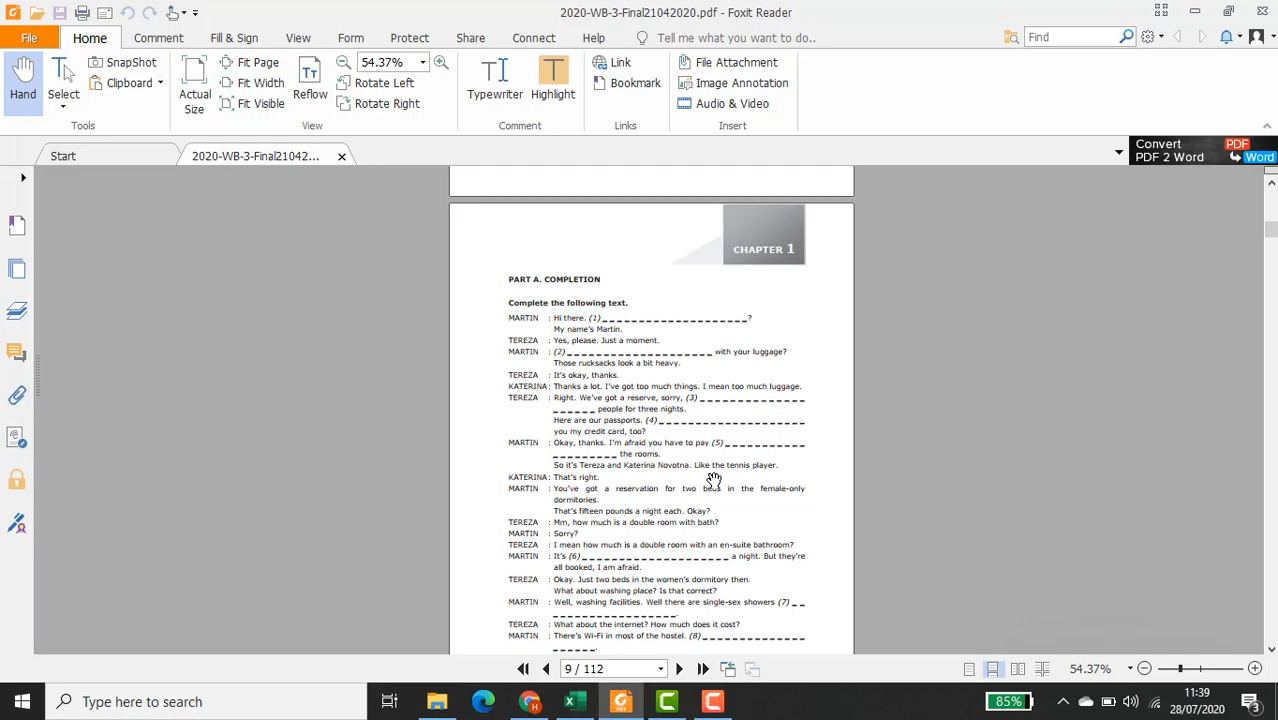 2020-WB-3-Final21042020.pdf - Foxit Reader
File
Home
Comment
Fill & Sign
View
Form
Protect
Share
Connect
Help
Tell me what you want to do..
Find
Hand
Select
SnapShot
Clipboard
Actual Size
Fit Page
Fit Width
Fit Visible
Reflow
54.37%
Rotate Left
Rotate Right
Typewriter
Highlight
Link
Bookmark
File Attachment
Image Annotation
Audio & Video
Tools
View
Comment
Links
Insert
Start
2020-WB-3-Final21042...
Convert PDF
PDF 2 Word Word
CHAPTER 1
PART A. COMPLETION
Complete the following text.
MARTIN : Hi there. (1) _ _ _ _ _ _ _ _ _ _ _ _ _ _ _ _ _ _ _ _ _ ?
My name's Martin.
TEREZA : Yes, please. Just a moment.
MARTIN : (2) _ _ _ _ _ _ _ _ _ _ _ _ _ _ _ _ _ _ _ _ _ with your luggage?
Those rucksacks look a bit heavy.
TEREZA : It's okay, thanks.
KATERINA : Thanks a lot. I've got too much things. I mean too much luggage.
TEREZA : Right. We've got a reserve, sorry, (3) _ _ _ _ _ _ _ _ _ _ _ _ _ _ _
_ _ _ _ _ _ people for three nights.
Here are our passports. (4) _ _ _ _ _ _ _ _ _ _ _ _ _ _ _ _ _ _ _ _ _
you my credit card, too?
MARTIN : Okay, thanks. I'm afraid you have to pay (5) _ _ _ _ _ _ _ _ _ _ _ _
_ _ _ _ _ _ _ _ _ the rooms.
So it's Tereza and Katerina Novotna. Like the tennis player.
KATERINA : That's right.
MARTIN : You've got a reservation for two beds in the female-only
dormitories.
That's fifteen pounds a night each. Okay?
TEREZA : Mm, how much is a double room with bath?
MARTIN : Sorry?
TEREZA : I mean how much is a double room with an en-suite bathroom?
MARTIN : It's (6) _ _ _ _ _ _ _ _ _ _ _ _ _ _ _ _ _ _ _ _ _ a night. But they're
all booked, I am afraid.
TEREZA : Okay. Just two beds in the women's dormitory then.
What about washing place? Is that correct?
MARTIN : Well, washing facilities. Well there are single-sex showers (7) _ _
_ _ _ _ _ _ _ _ _ _ _ _ _ _ _ _ _ _ .
TEREZA : What about the internet? How much does it cost?
MARTIN : There's Wi-Fi in most of the hostel. (8) _ _ _ _ _ _ _ _ _ _ _ _ _ _ _
_ _ _ _ _ _ .
9 / 112
54.37%
Type here to search
85%
11:39
28/07/2020
3